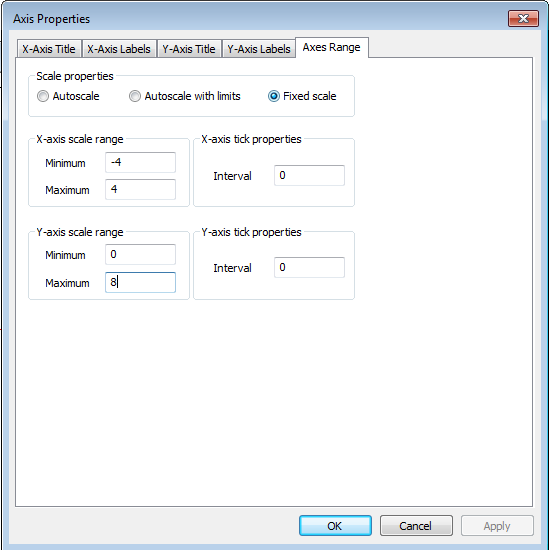 Axis Properties
X-Axis Title X-Axis Labels Y-Axis Title Y-Axis Labels Axes Range
Scale properties
Autoscale Autoscale with limits Fixed scale
X-axis scale range X-axis tick properties
Minimum -4
Interval 0
Maximum 4
Y-axis scale range Y-axis tick properties
Minimum 0
Interval 0
Maximum 8
OK Cancel Apply